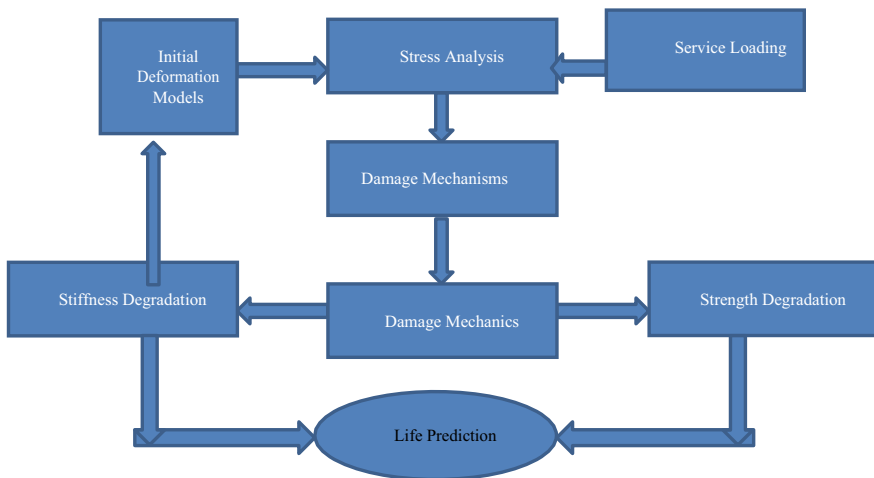 Initial
Deformation
Models
Stress Analysis
Service Loading
Damage Mechanisms
Stiffness Degradation
Damage Mechanics
Strength Degradation
Life Prediction